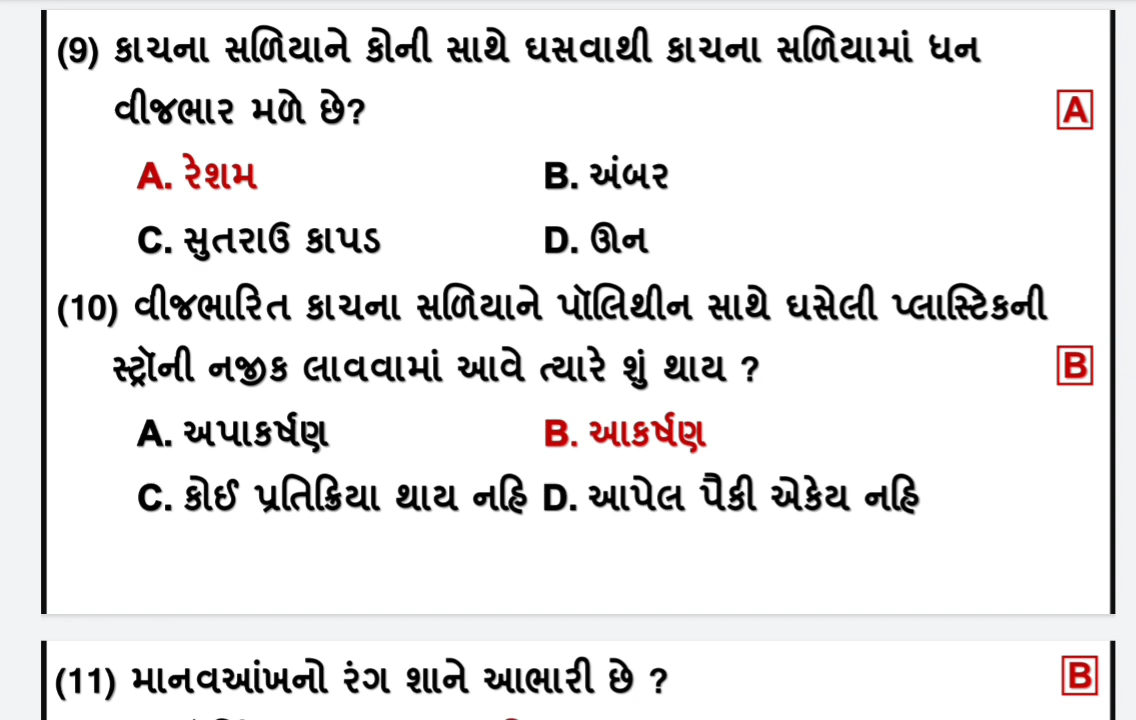 (9) કાચના સળિયાને કોની સાથે ઘસવાથી કાચના સળિયામાં ધન
વીજભાર મળે છે? A
A. રેશમ B. અંબર
C. સુતરાઉ કાપડ D. ઊન
(10) વીજભારિત કાચના સળિયાને પૉલિથીન સાથે ઘસેલી પ્લાસ્ટિકની
સ્ટ્રૉની નજીક લાવવામાં આવે ત્યારે શું થાય ? B
A. અપાકર્ષણ B. આકર્ષણ
C. કોઈ પ્રતિક્રિયા થાય નહિ D. આપેલ પૈકી એકેય નહિ
(11) માનવઆંખનો રંગ શાને આભારી છે ? B